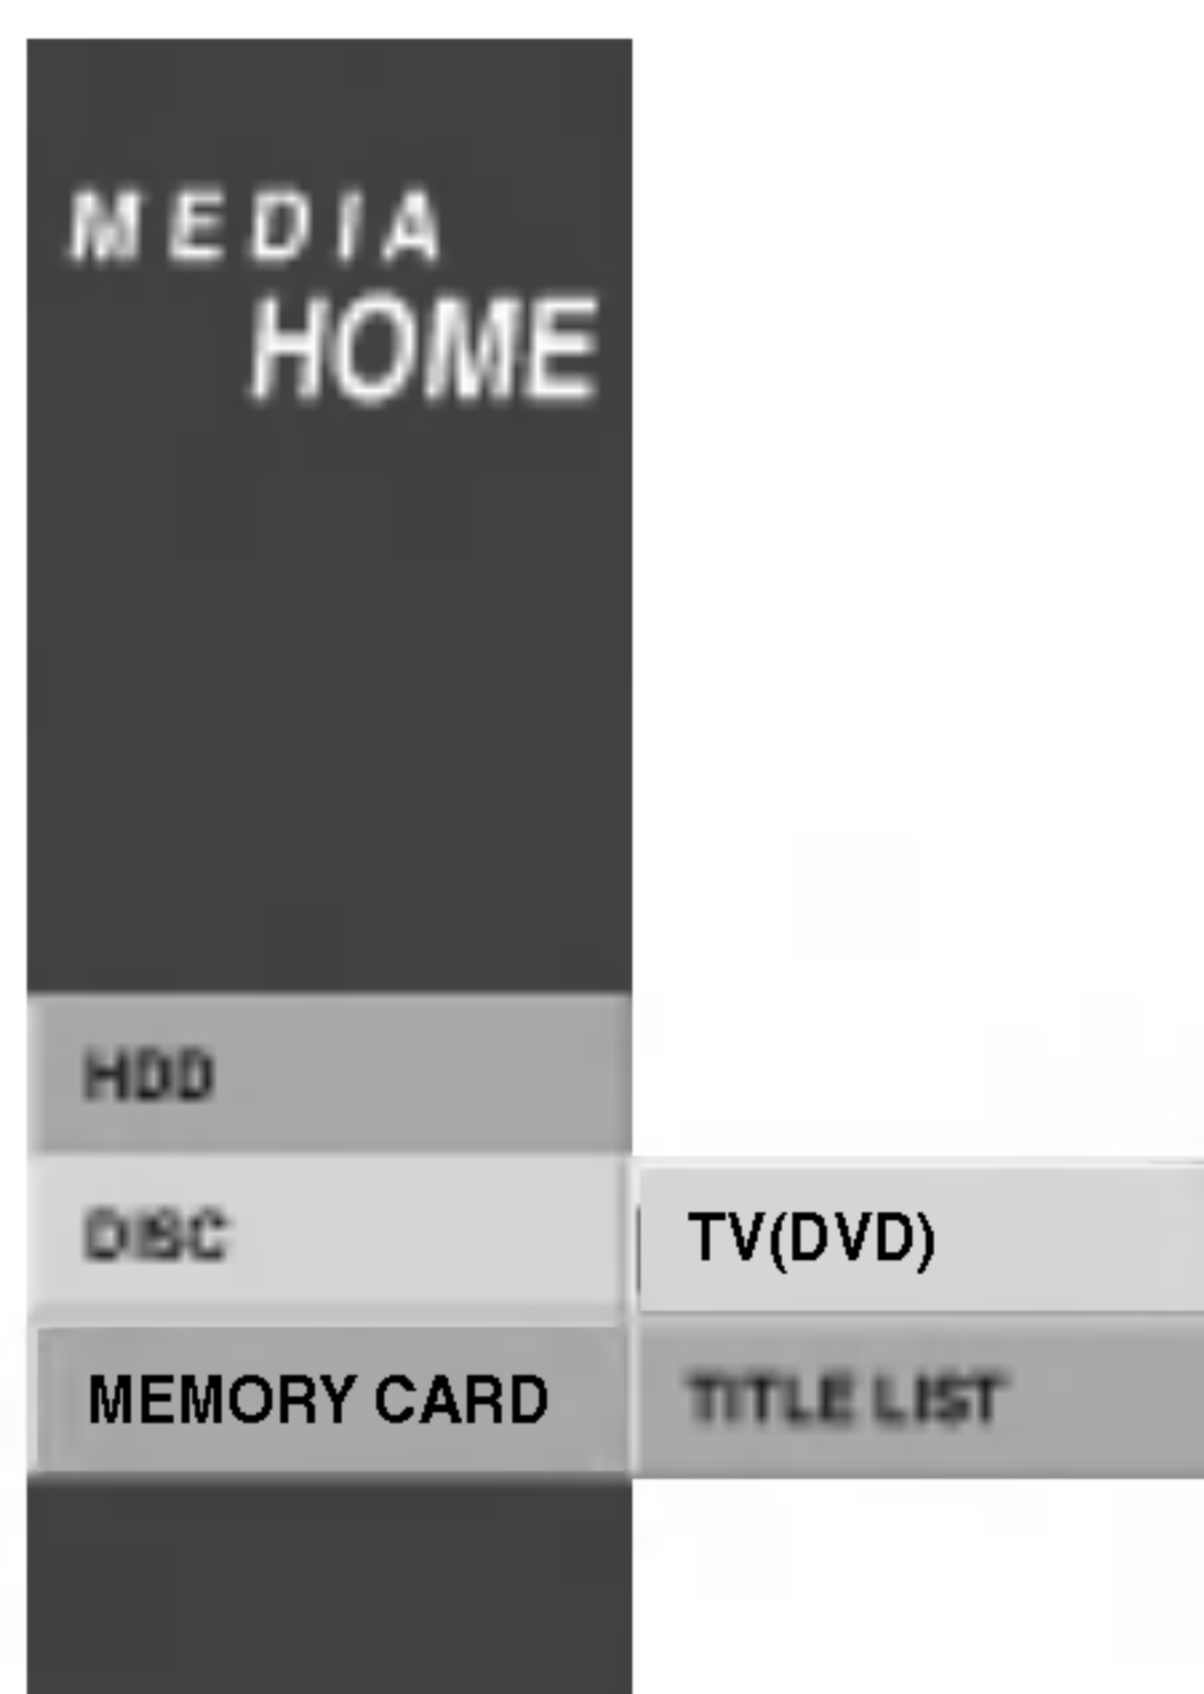 MEDIA
HOME
HDD
DISC
TV(DVD)
MEMORY CARD
TITLE LIST